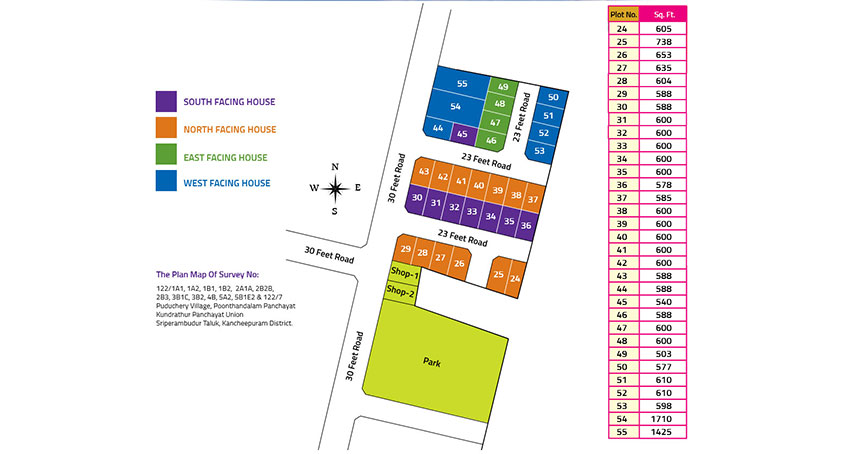 SOUTH FACING HOUSE
NORTH FACING HOUSE
EAST FACING HOUSE
WEST FACING HOUSE
N
W E
S
The Plan Map Of Survey No:
122/1A1, 1A2, 1B1, 1B2, 2A1A, 2B2B,
2B3, 3B1C, 3B2, 4B, 5A2, 5B1E2 & 122/7
Puduchery Village, Poonthandalam Panchayat
Kundrathur Panchayat Union
Sriperambudur Taluk, Kancheepuram District.
30 Feet Road
30 Feet Road
30 Feet Road
55
54
44
45
49
48
47
46
23 Feet Road
50
51
52
53
23 Feet Road
43 42 41 40 39 38 37
30 31 32 33 34 35 36
23 Feet Road
29 28 27 26
25 24
Shop-1
Shop-2
Park
Plot No. Sq. Ft.
24 605
25 738
26 653
27 635
28 604
29 588
30 588
31 600
32 600
33 600
34 600
35 600
36 578
37 585
38 600
39 600
40 600
41 600
42 600
43 588
44 588
45 540
46 588
47 600
48 600
49 503
50 577
51 610
52 610
53 598
54 1710
55 1425